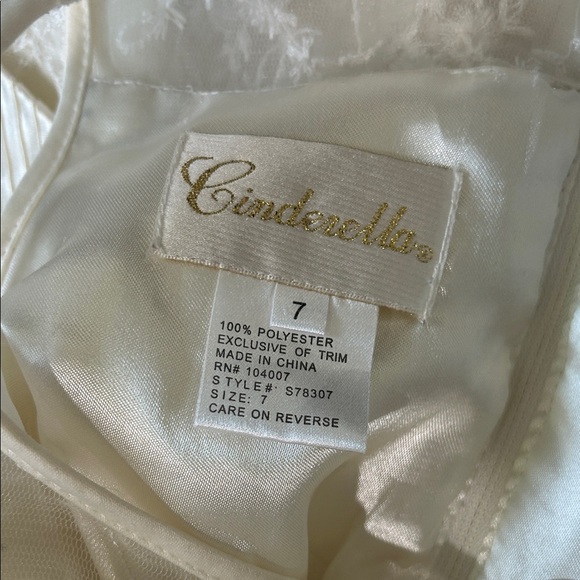 Cinderella®
7
100% POLYESTER
EXCLUSIVE OF TRIM
MADE IN CHINA
RN# 104007
STYLE#: S78307
SIZE: 7
CARE ON REVERSE